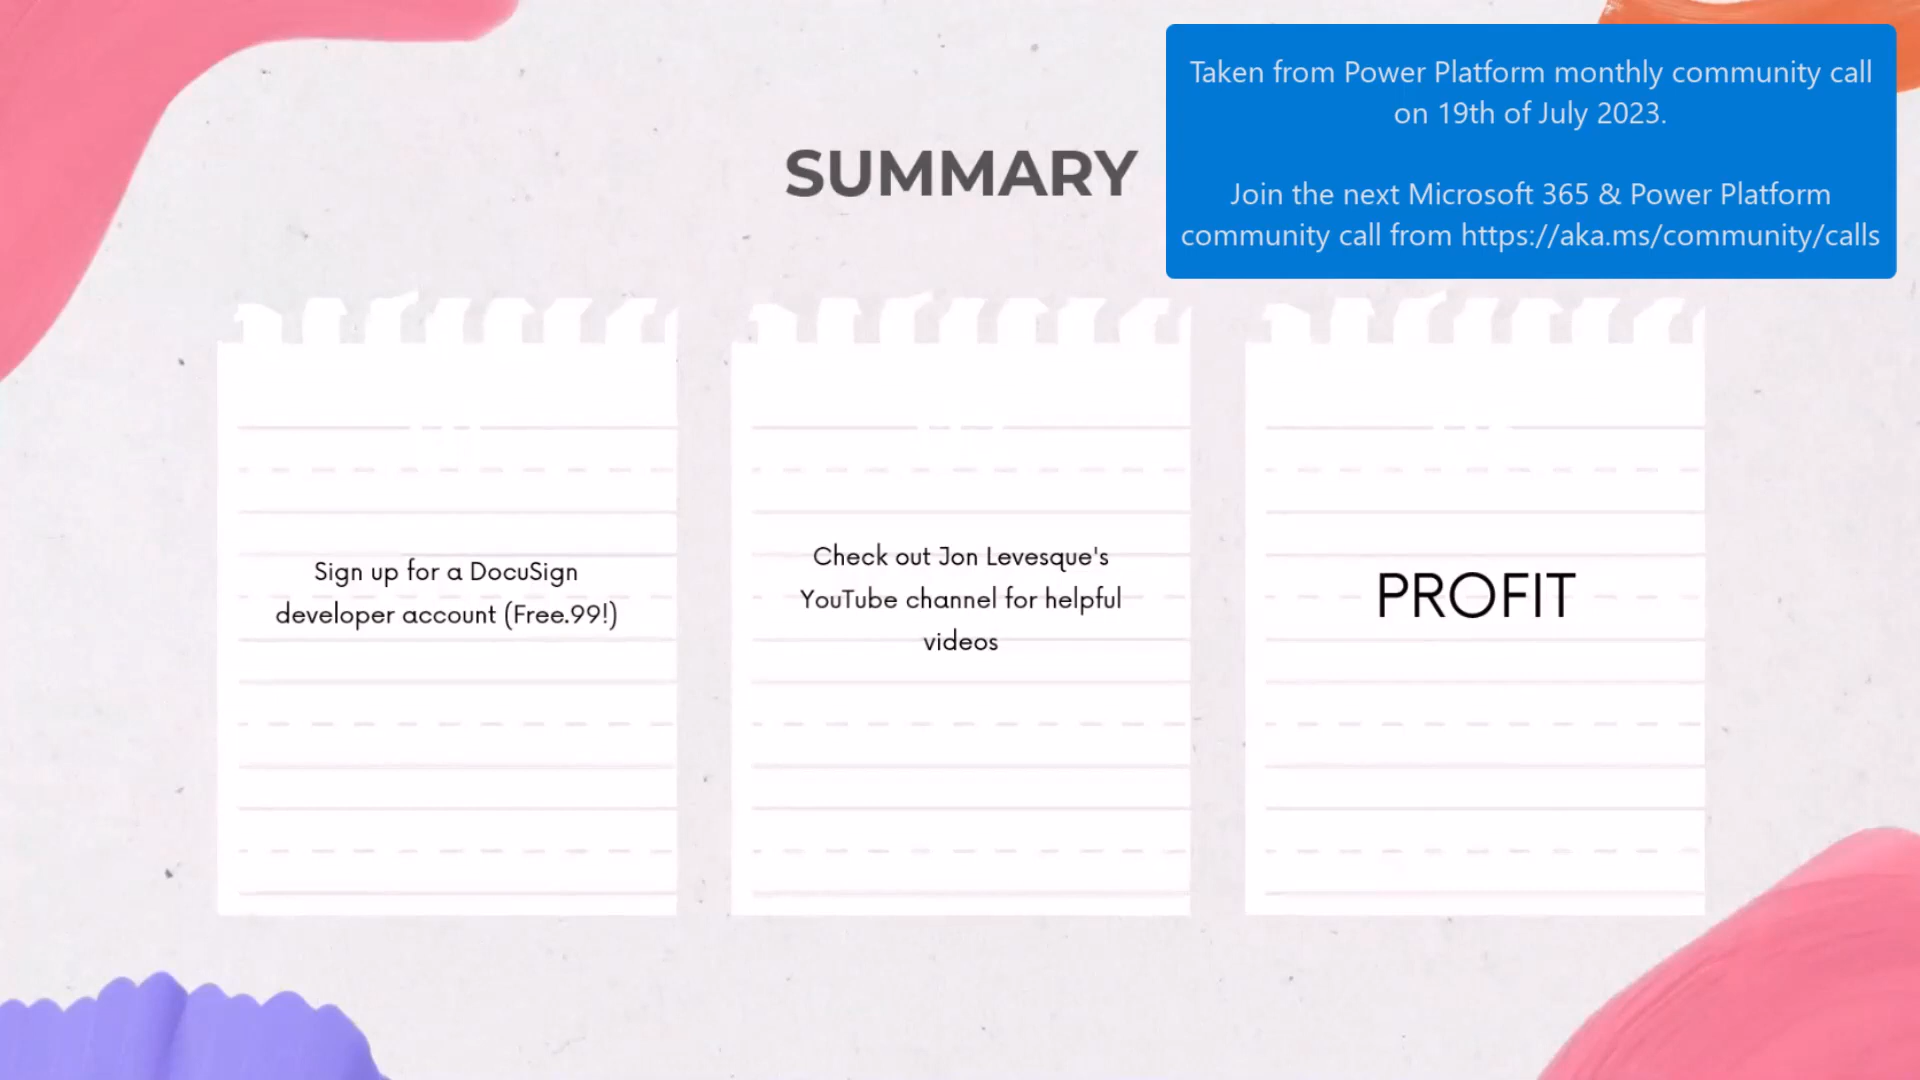 Taken from Power Platform monthly community call
on 19th of July 2023.
Join the next Microsoft 365 & Power Platform
community call from https://aka.ms/community/calls
SUMMARY
Sign up for a DocuSign
developer account (Free.99!)
Check out Jon Levesque's
YouTube channel for helpful
videos
PROFIT